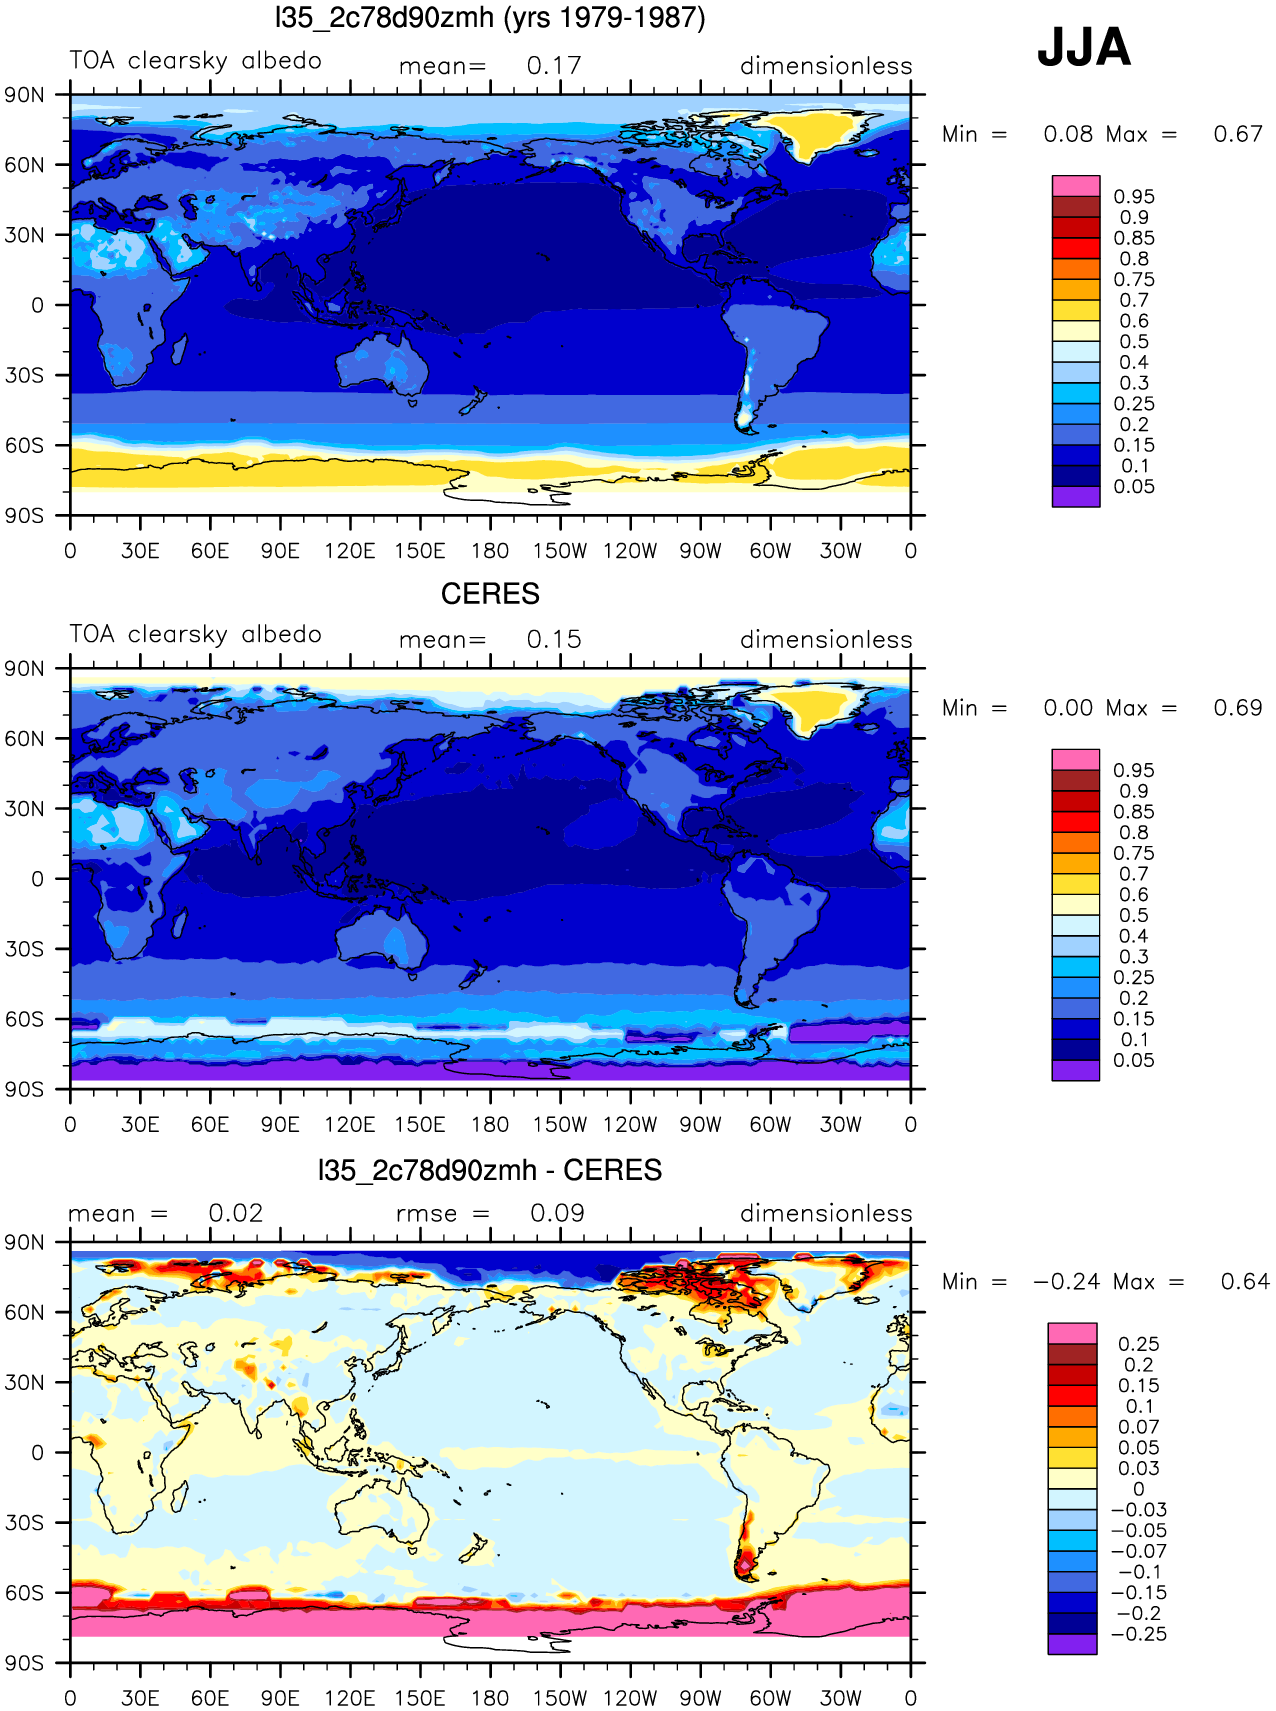 l35_2c78d90zmh (yrs 1979-1987)
JJA
TOA clearsky albedo mean= 0.17 dimensionless
Min = 0.08 Max = 0.67
90N
60N
30N
0
30S
60S
90S
0 30E 60E 90E 120E 150E 180 150W 120W 90W 60W 30W 0
0.95
0.9
0.85
0.8
0.75
0.7
0.6
0.5
0.4
0.3
0.25
0.2
0.15
0.1
0.05
CERES
TOA clearsky albedo mean= 0.15 dimensionless
Min = 0.00 Max = 0.69
90N
60N
30N
0
30S
60S
90S
0 30E 60E 90E 120E 150E 180 150W 120W 90W 60W 30W 0
0.95
0.9
0.85
0.8
0.75
0.7
0.6
0.5
0.4
0.3
0.25
0.2
0.15
0.1
0.05
l35_2c78d90zmh - CERES
mean = 0.02 rmse = 0.09 dimensionless
Min = −0.24 Max = 0.64
90N
60N
30N
0
30S
60S
90S
0 30E 60E 90E 120E 150E 180 150W 120W 90W 60W 30W 0
0.25
0.2
0.15
0.1
0.07
0.05
0.03
0
−0.03
−0.05
−0.07
−0.1
−0.15
−0.2
−0.25